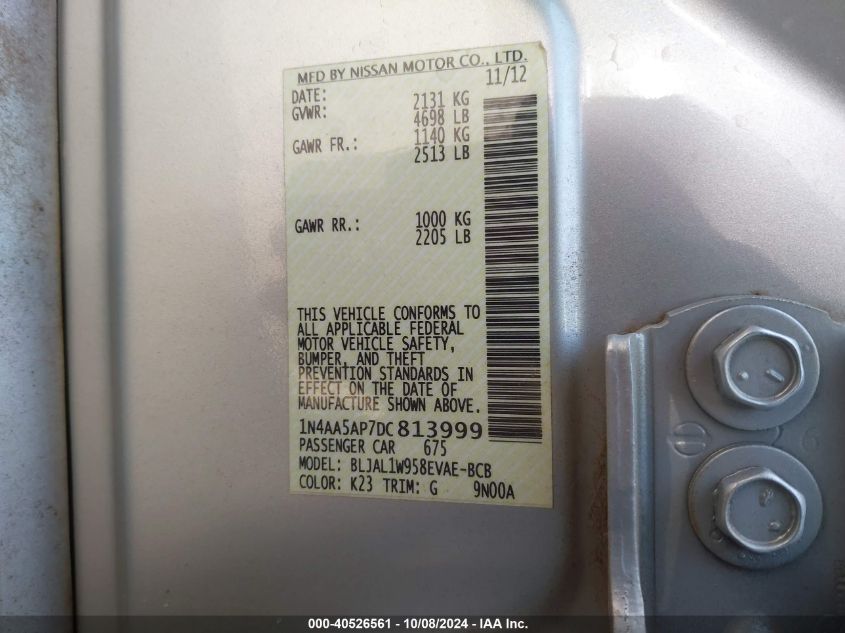 MFD BY NISSAN MOTOR CO., LTD.
DATE: 11/12
GVWR: 2131 KG
4698 LB
GAWR FR.: 1140 KG
2513 LB
GAWR RR.: 1000 KG
2205 LB
THIS VEHICLE CONFORMS TO
ALL APPLICABLE FEDERAL
MOTOR VEHICLE SAFETY,
BUMPER, AND THEFT
PREVENTION STANDARDS IN
EFFECT ON THE DATE OF
MANUFACTURE SHOWN ABOVE.
1N4AA5AP7DC813999
PASSENGER CAR 675
MODEL: BLJAL1W958EVAE-BCB
COLOR: K23 TRIM: G 9N00A
000-40526561 - 10/08/2024 - IAA Inc.